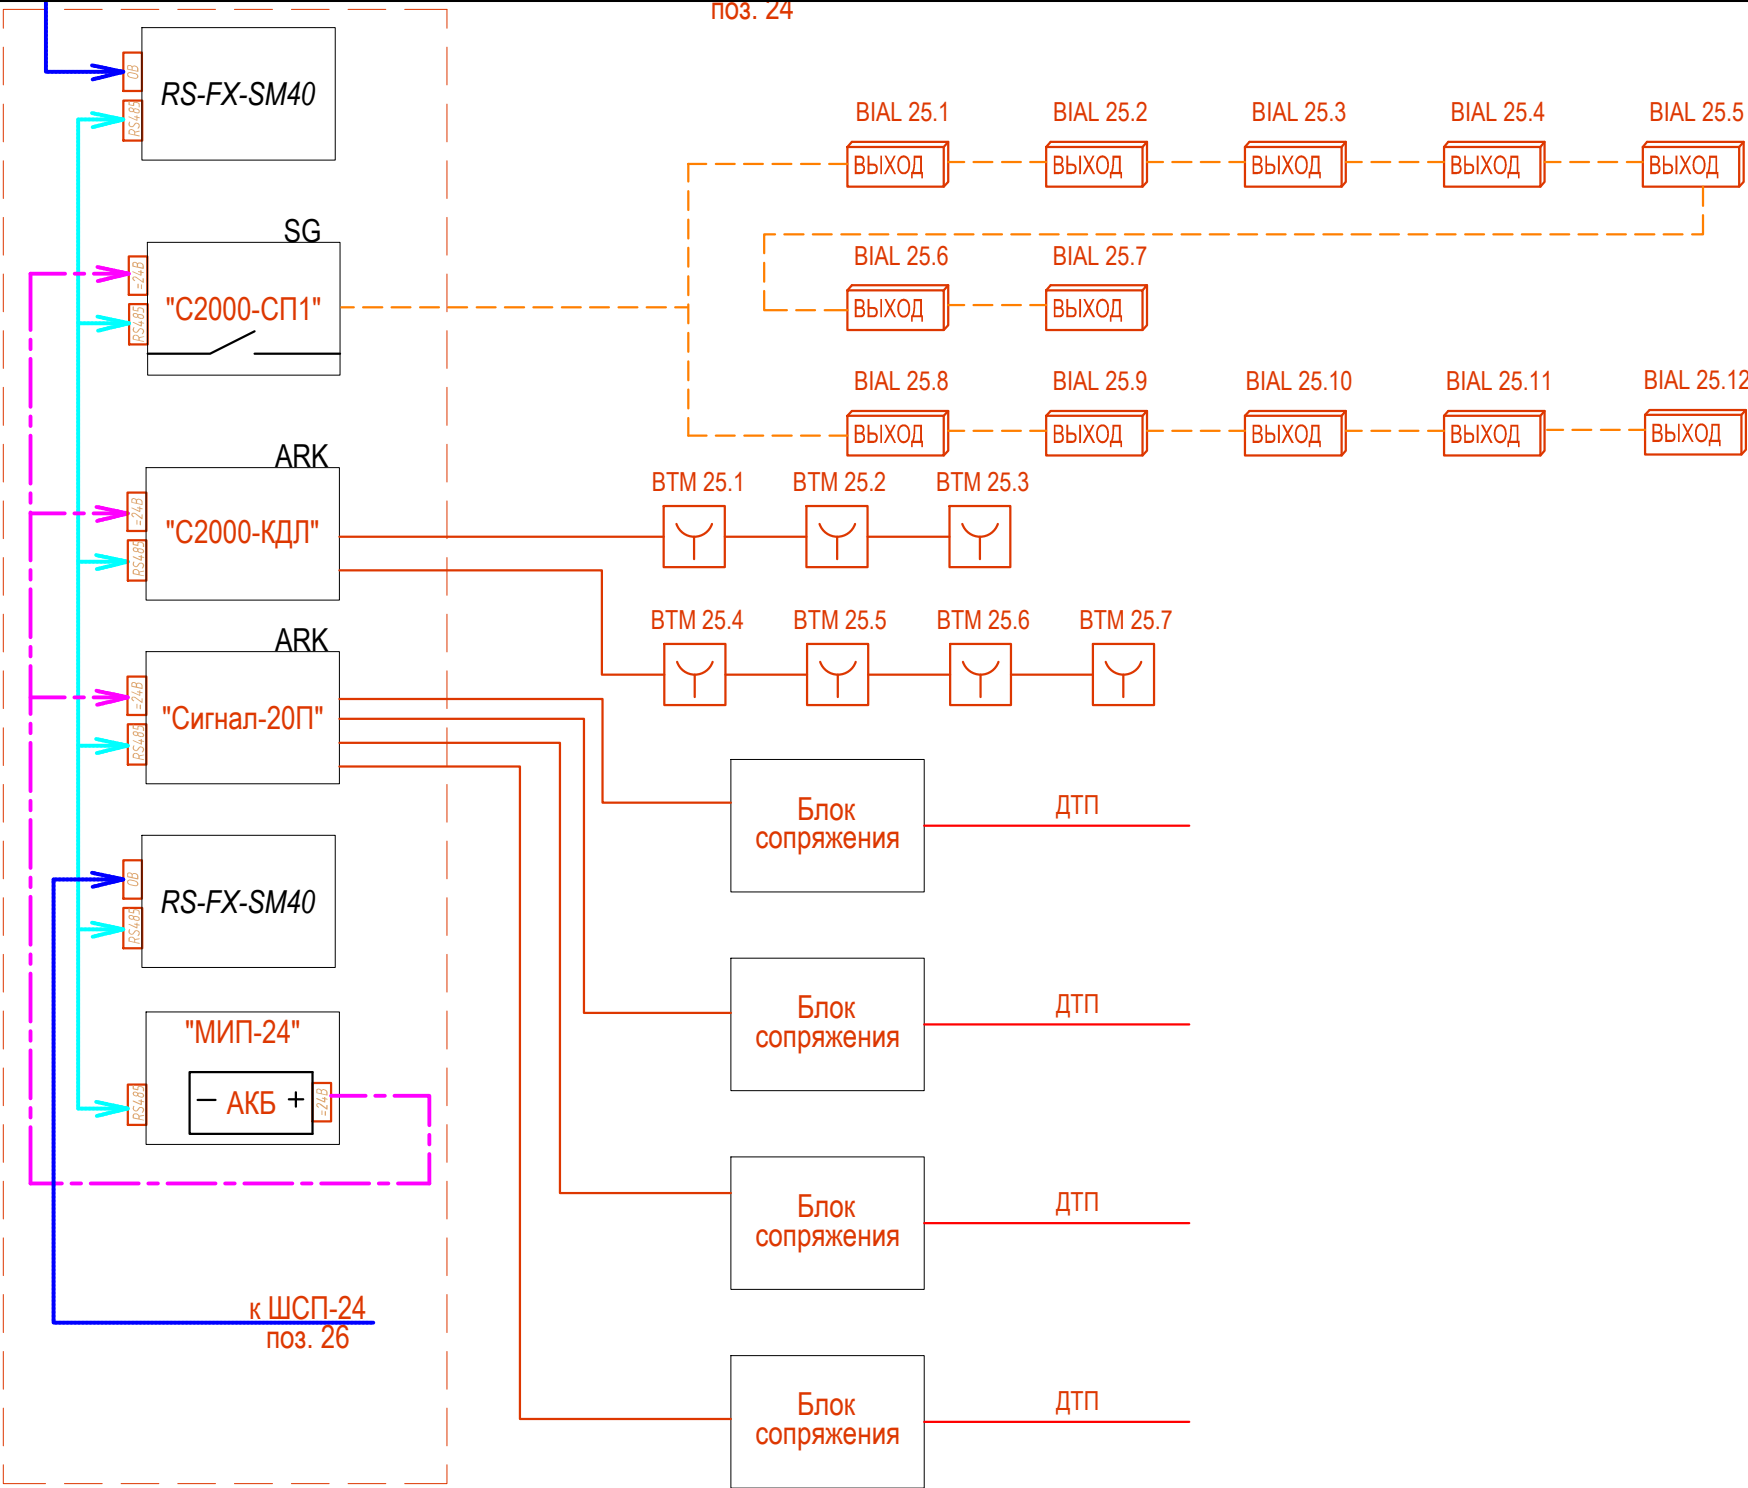 поз. 24
ОВ
RS485
RS-FX-SM40
BIAL 25.1
BIAL 25.2
BIAL 25.3
BIAL 25.4
BIAL 25.5
ВЫХОД
ВЫХОД
ВЫХОД
ВЫХОД
ВЫХОД
SG
=24В
RS485
"С2000-СП1"
BIAL 25.6
BIAL 25.7
ВЫХОД
ВЫХОД
BIAL 25.8
BIAL 25.9
BIAL 25.10
BIAL 25.11
BIAL 25.12
ВЫХОД
ВЫХОД
ВЫХОД
ВЫХОД
ВЫХОД
ARK
=24В
RS485
"С2000-КДЛ"
BTM 25.1
BTM 25.2
BTM 25.3
BTM 25.4
BTM 25.5
BTM 25.6
BTM 25.7
ARK
=24В
RS485
"Сигнал-20П"
Блок
сопряжения
ДТП
ОВ
RS485
RS-FX-SM40
Блок
сопряжения
ДТП
"МИП-24"
RS485
– АКБ +
=24В
Блок
сопряжения
ДТП
к ШСП-24
поз. 26
Блок
сопряжения
ДТП